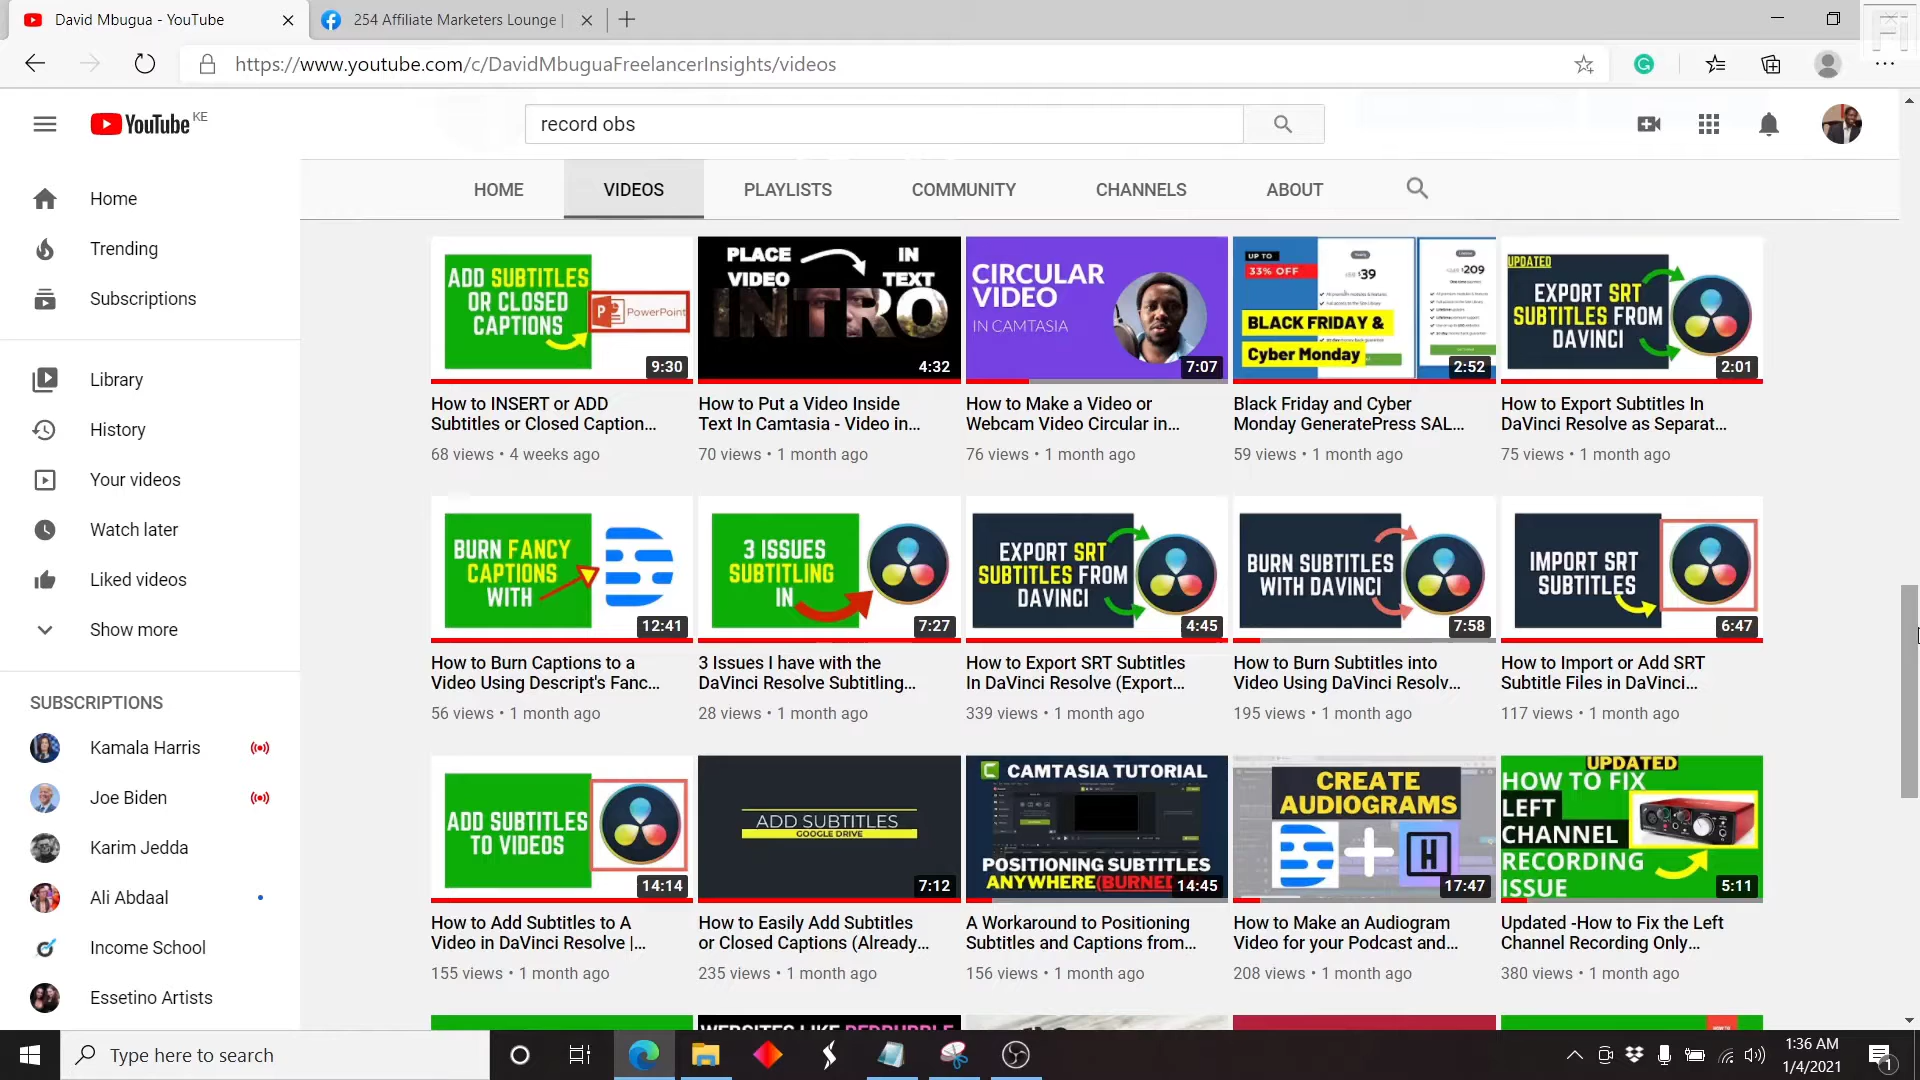 David Mbugua - YouTube
254 Affiliate Marketers Lounge |
https://www.youtube.com/c/DavidMbuguaFreelancerInsights/videos
YouTube KE
record obs
HOME VIDEOS PLAYLISTS COMMUNITY CHANNELS ABOUT
Home
Trending
Subscriptions
Library
History
Your videos
Watch later
Liked videos
Show more
SUBSCRIPTIONS
Kamala Harris
Joe Biden
Karim Jedda
Ali Abdaal
Income School
Essetino Artists
ADD SUBTITLES
OR CLOSED
CAPTIONS
PowerPoint
9:30
How to INSERT or ADD
Subtitles or Closed Caption...
68 views • 4 weeks ago
PLACE IN
VIDEO TEXT
INTRO
4:32
How to Put a Video Inside
Text In Camtasia - Video in...
70 views • 1 month ago
CIRCULAR
VIDEO
IN CAMTASIA
7:07
How to Make a Video or
Webcam Video Circular in...
76 views • 1 month ago
UP TO
33% OFF
39
209
BLACK FRIDAY &
Cyber Monday
2:52
Black Friday and Cyber
Monday GeneratePress SAL...
59 views • 1 month ago
UPDATED
EXPORT SRT
SUBTITLES FROM
DAVINCI
2:01
How to Export Subtitles In
DaVinci Resolve as Separat...
75 views • 1 month ago
BURN FANCY
CAPTIONS
WITH
12:41
How to Burn Captions to a
Video Using Descript's Fanc...
56 views • 1 month ago
3 ISSUES
SUBTITLING
IN
7:27
3 Issues I have with the
DaVinci Resolve Subtitling...
28 views • 1 month ago
EXPORT SRT
SUBTITLES FROM
DAVINCI
4:45
How to Export SRT Subtitles
In DaVinci Resolve (Export...
339 views • 1 month ago
BURN SUBTITLES
WITH DAVINCI
7:58
How to Burn Subtitles into
Video Using DaVinci Resolv...
195 views • 1 month ago
IMPORT SRT
SUBTITLES
6:47
How to Import or Add SRT
Subtitle Files in DaVinci...
117 views • 1 month ago
ADD SUBTITLES
TO VIDEOS
14:14
How to Add Subtitles to A
Video in DaVinci Resolve |...
155 views • 1 month ago
ADD SUBTITLES
GOOGLE DRIVE
7:12
How to Easily Add Subtitles
or Closed Captions (Already...
235 views • 1 month ago
CAMTASIA TUTORIAL
POSITIONING SUBTITLES
ANYWHERE(BURNED
14:45
A Workaround to Positioning
Subtitles and Captions from...
156 views • 1 month ago
CREATE
AUDIOGRAMS
H
17:47
How to Make an Audiogram
Video for your Podcast and...
208 views • 1 month ago
UPDATED
HOW TO FIX
LEFT
CHANNEL
RECORDING
ISSUE
5:11
Updated -How to Fix the Left
Channel Recording Only...
380 views • 1 month ago
WEBSITES LIKE REDBUBBLE
Type here to search
1:36 AM
1/4/2021
1